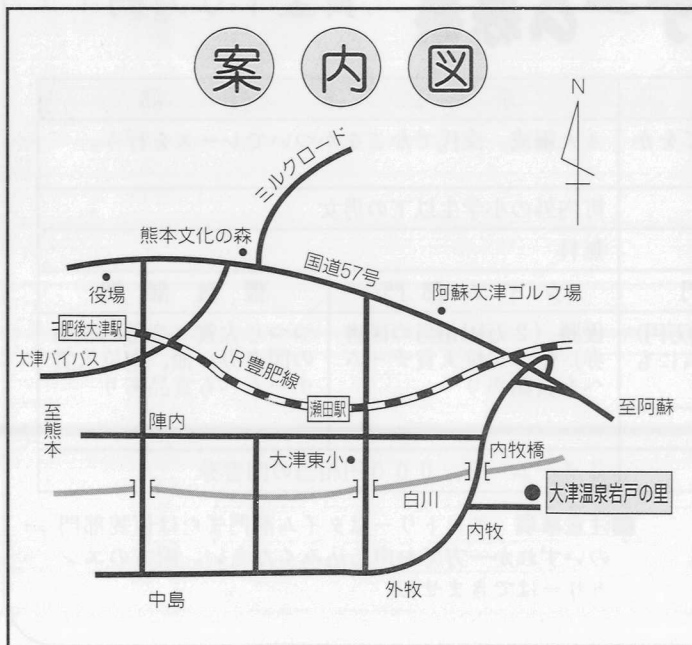 案内図
N
ミルクロード
熊本文化の森
国道57号
役場
阿蘇大津ゴルフ場
肥後大津駅
大津バイパス
JR豊肥線
瀬田駅
至阿蘇
至熊本
陣内
大津東小
内牧橋
白川
大津温泉岩戸の里
内牧
中島
外牧